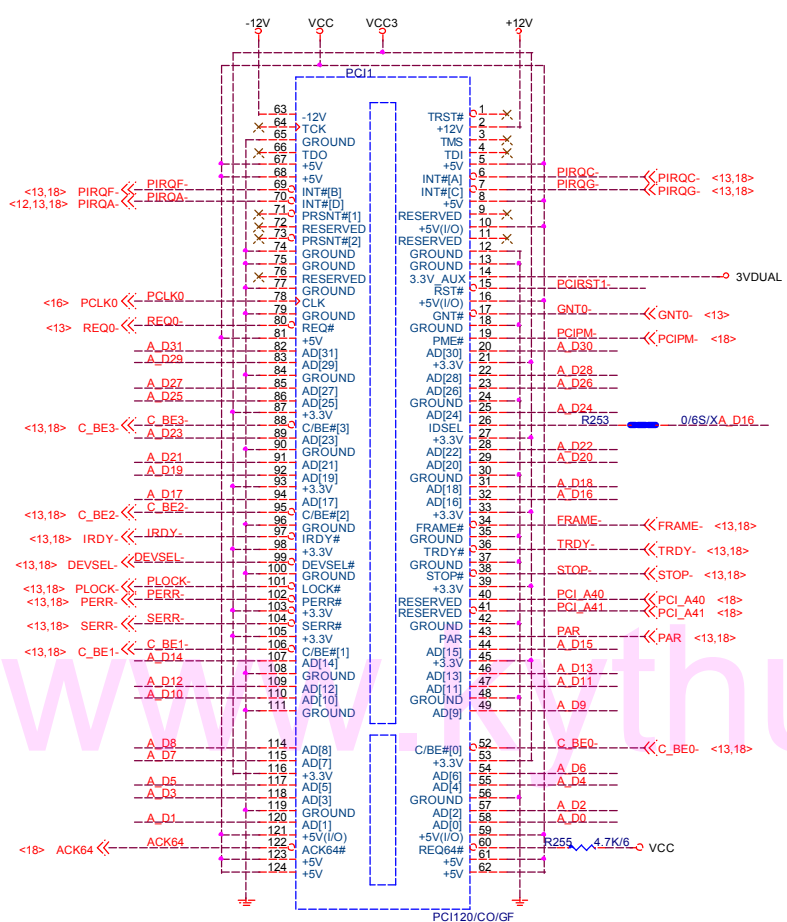 -12V VCC VCC3 +12V
PCI1
63 -12V TRST# 1
64 TCK +12V 2
65 GROUND TMS 3
66 TDO TDI 4
67 +5V +5V 5
68 +5V INT#[A] 6 PIRQC- PIRQC- <13,18>
<13,18> PIRQF- PIRQF- 69 INT#[B] INT#[C] 7 PIRQG- PIRQG- <13,18>
<12,13,18> PIRQA- PIRQA- 70 INT#[D] +5V 8
71 PRSNT#[1] RESERVED 9
72 RESERVED +5V(I/O) 10
73 PRSNT#[2] RESERVED 11
74 GROUND GROUND 12
75 GROUND GROUND 13
76 RESERVED 3.3V_AUX 14 3VDUAL
77 GROUND RST# 15 PCIRST1-
<16> PCLK0 PCLK0 78 CLK +5V(I/O) 16
79 GROUND GNT# 17 GNT0- GNT0- <13>
<13> REQ0- REQ0- 80 REQ# GROUND 18
81 +5V PME# 19 PCIPM- PCIPM- <18>
A_D31 82 AD[31] AD[30] 20 A_D30
A_D29 83 AD[29] +3.3V 21
84 GROUND AD[28] 22 A_D28
A_D27 85 AD[27] AD[26] 23 A_D26
A_D25 86 AD[25] GROUND 24
87 +3.3V AD[24] 25 A_D24
<13,18> C_BE3- C_BE3- 88 C/BE#[3] IDSEL 26 R253 0/6S/X A_D16
A_D23 89 AD[23] +3.3V 27
90 GROUND AD[22] 28 A_D22
A_D21 91 AD[21] AD[20] 29 A_D20
A_D19 92 AD[19] GROUND 30
93 +3.3V AD[18] 31 A_D18
A_D17 94 AD[17] AD[16] 32 A_D16
<13,18> C_BE2- C_BE2- 95 C/BE#[2] +3.3V 33
96 GROUND FRAME# 34 FRAME- FRAME- <13,18>
<13,18> IRDY- IRDY- 97 IRDY# GROUND 35
98 +3.3V TRDY# 36 TRDY- TRDY- <13,18>
<13,18> DEVSEL- DEVSEL- 99 DEVSEL# GROUND 37
100 GROUND STOP# 38 STOP- STOP- <13,18>
<13,18> PLOCK- PLOCK- 101 LOCK# +3.3V 39
<13,18> PERR- PERR- 102 PERR# RESERVED 40 PCI_A40 PCI_A40 <18>
103 +3.3V RESERVED 41 PCI_A41 PCI_A41 <18>
<13,18> SERR- SERR- 104 SERR# GROUND 42
105 +3.3V PAR 43 PAR PAR <13,18>
<13,18> C_BE1- C_BE1- 106 C/BE#[1] AD[15] 44 A_D15
A_D14 107 AD[14] +3.3V 45
108 GROUND AD[13] 46 A_D13
A_D12 109 AD[12] AD[11] 47 A_D11
A_D10 110 AD[10] GROUND 48
111 GROUND AD[9] 49 A_D9
A_D8 114 AD[8] C/BE#[0] 52 C_BE0- C_BE0- <13,18>
A_D7 115 AD[7] +3.3V 53
116 +3.3V AD[6] 54 A_D6
A_D5 117 AD[5] AD[4] 55 A_D4
A_D3 118 AD[3] GROUND 56
119 GROUND AD[2] 57 A_D2
A_D1 120 AD[1] AD[0] 58 A_D0
121 +5V(I/O) +5V(I/O) 59
<18> ACK64 ACK64 122 ACK64# REQ64# 60 R255 4.7K/6 VCC
123 +5V +5V 61
124 +5V +5V 62
PCI120/CO/GF
www.kythu